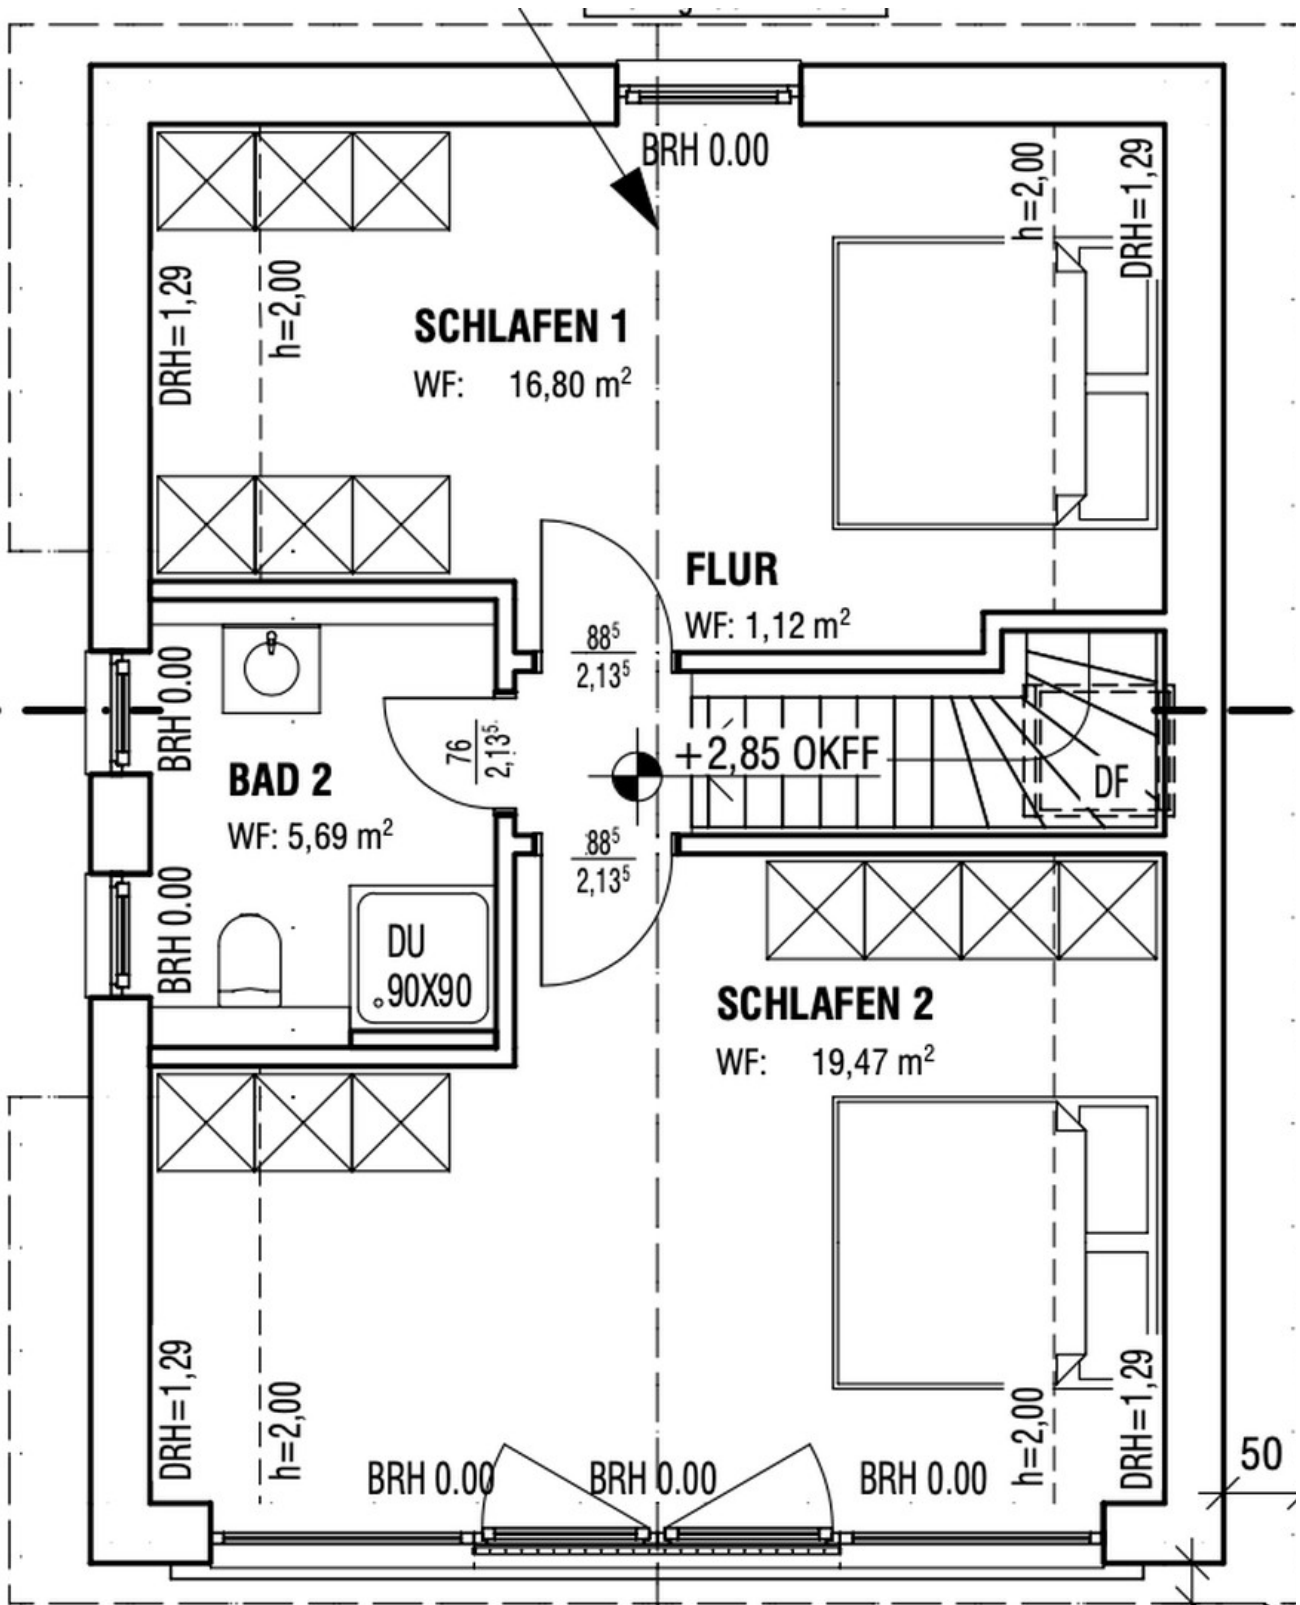 BRH 0.00
h=2,00
DRH=1,29
DRH=1,29
h=2,00
SCHLAFEN 1
WF: 16,80 m²
FLUR
WF: 1,12 m²
88⁵
2,13⁵
BRH 0.00
76
2,13⁵
+2,85 OKFF
DF
BAD 2
WF: 5,69 m²
88⁵
2,13⁵
BRH 0.00
DU
90X90
SCHLAFEN 2
WF: 19,47 m²
DRH=1,29
h=2,00
h=2,00
DRH=1,29
BRH 0.00
BRH 0.00
BRH 0.00
50